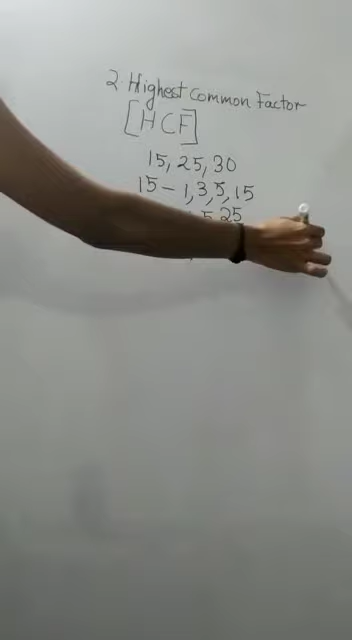 2. Highest Common Factor
[HCF]
15, 25, 30
15 – 1, 3, 5, 15
5, 25